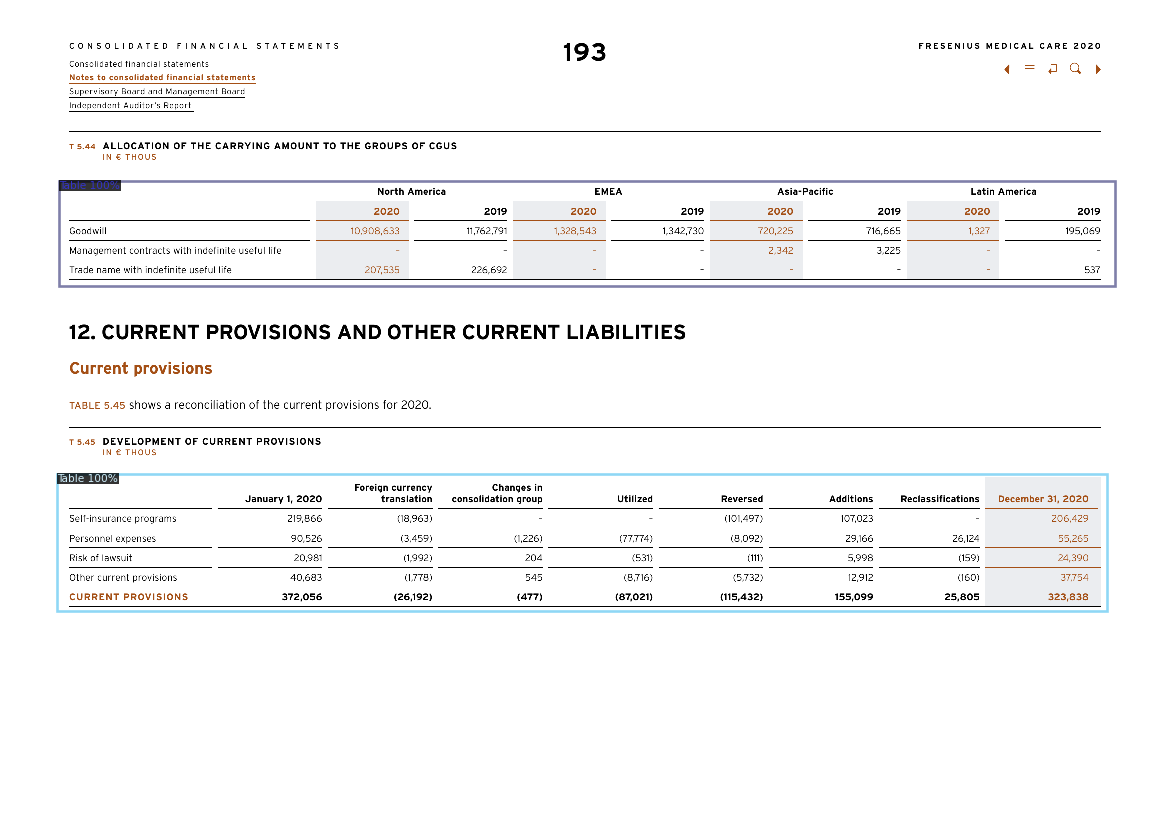 CONSOLIDATED FINANCIAL STATEMENTS
193
FRESENIUS MEDICAL CARE 2020
Consolidated financial statements
Notes to consolidated financial statements
Supervisory Board and Management Board
Independent Auditor's Report
T 5.44 ALLOCATION OF THE CARRYING AMOUNT TO THE GROUPS OF CGUS
IN € THOUS
Table 100%
North America EMEA Asia-Pacific Latin America
2020 2019 2020 2019 2020 2019 2020 2019
Goodwill 10,908,633 11,762,791 1,328,543 1,342,730 720,225 716,665 1,327 195,069
Management contracts with indefinite useful life – – – – 2,342 3,225 – –
Trade name with indefinite useful life 207,535 226,692 – – – – – 537
12. CURRENT PROVISIONS AND OTHER CURRENT LIABILITIES
Current provisions
TABLE 5.45 shows a reconciliation of the current provisions for 2020.
T 5.45 DEVELOPMENT OF CURRENT PROVISIONS
IN € THOUS
Table 100%
Foreign currency Changes in
January 1, 2020 translation consolidation group Utilized Reversed Additions Reclassifications December 31, 2020
Self-insurance programs 219,866 (18,963) – – (101,497) 107,023 – 206,429
Personnel expenses 90,526 (3,459) (1,226) (77,774) (8,092) 29,166 26,124 55,265
Risk of lawsuit 20,981 (1,992) 204 (531) (111) 5,998 (159) 24,390
Other current provisions 40,683 (1,778) 545 (8,716) (5,732) 12,912 (160) 37,754
CURRENT PROVISIONS 372,056 (26,192) (477) (87,021) (115,432) 155,099 25,805 323,838